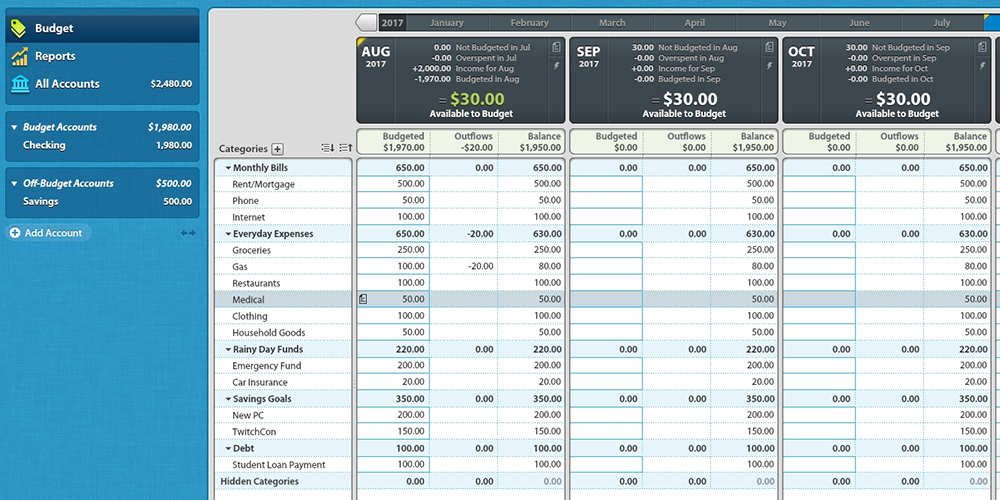 Budget
Reports
All Accounts $2,480.00
Budget Accounts $1,980.00
Checking 1,980.00
Off-Budget Accounts $500.00
Savings 500.00
Add Account
2017 January February March April May June July
AUG
2017
0.00 Not Budgeted in Jul
-0.00 Overspent in Jul
+2,000.00 Income for Aug
-1,970.00 Budgeted in Aug
= $30.00
Available to Budget
SEP
2017
30.00 Not Budgeted in Aug
-0.00 Overspent in Aug
+0.00 Income for Sep
-0.00 Budgeted in Sep
= $30.00
Available to Budget
OCT
2017
30.00 Not Budgeted in Sep
-0.00 Overspent in Sep
+0.00 Income for Oct
-0.00 Budgeted in Oct
= $30.00
Available to Budget
Categories
Budgeted Outflows Balance Budgeted Outflows Balance Budgeted Outflows Balance
$1,970.00 -$20.00 $1,950.00 $0.00 $0.00 $1,950.00 $0.00 $0.00 $1,950.00
Monthly Bills 650.00 0.00 650.00 0.00 0.00 650.00 0.00 0.00 650.00
Rent/Mortgage 500.00 500.00 500.00 500.00
Phone 50.00 50.00 50.00 50.00
Internet 100.00 100.00 100.00 100.00
Everyday Expenses 650.00 -20.00 630.00 0.00 0.00 630.00 0.00 0.00 630.00
Groceries 250.00 250.00 250.00 250.00
Gas 100.00 -20.00 80.00 80.00 80.00
Restaurants 100.00 100.00 100.00 100.00
Medical 50.00 50.00 50.00 50.00
Clothing 100.00 100.00 100.00 100.00
Household Goods 50.00 50.00 50.00 50.00
Rainy Day Funds 220.00 0.00 220.00 0.00 0.00 220.00 0.00 0.00 220.00
Emergency Fund 200.00 200.00 200.00 200.00
Car Insurance 20.00 20.00 20.00 20.00
Savings Goals 350.00 0.00 350.00 0.00 0.00 350.00 0.00 0.00 350.00
New PC 200.00 200.00 200.00 200.00
TwitchCon 150.00 150.00 150.00 150.00
Debt 100.00 0.00 100.00 0.00 0.00 100.00 0.00 0.00 100.00
Student Loan Payment 100.00 100.00 100.00 100.00
Hidden Categories 0.00 0.00 0.00 0.00 0.00 0.00 0.00 0.00 0.00